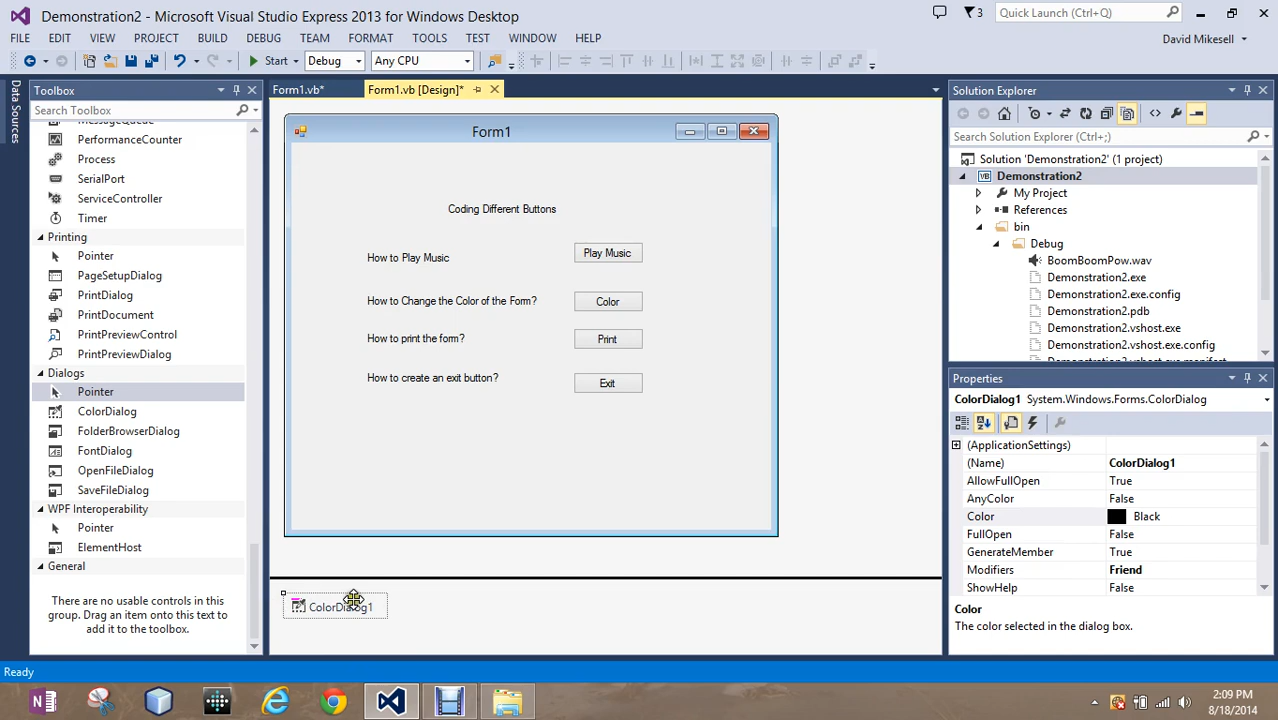 Demonstration2 - Microsoft Visual Studio Express 2013 for Windows Desktop
3
Quick Launch (Ctrl+Q)
FILE EDIT VIEW PROJECT BUILD DEBUG TEAM FORMAT TOOLS TEST WINDOW HELP
David Mikesell
Start Debug Any CPU
Data Sources
Toolbox
Search Toolbox
MessageQueue
PerformanceCounter
Process
SerialPort
ServiceController
Timer
Printing
Pointer
PageSetupDialog
PrintDialog
PrintDocument
PrintPreviewControl
PrintPreviewDialog
Dialogs
Pointer
ColorDialog
FolderBrowserDialog
FontDialog
OpenFileDialog
SaveFileDialog
WPF Interoperability
Pointer
ElementHost
General
There are no usable controls in this
group. Drag an item onto this text to
add it to the toolbox.
Form1.vb* Form1.vb [Design]*
Form1
Coding Different Buttons
How to Play Music Play Music
How to Change the Color of the Form? Color
How to print the form? Print
How to create an exit button? Exit
ColorDialog1
Solution Explorer
Search Solution Explorer (Ctrl+;)
Solution 'Demonstration2' (1 project)
VB Demonstration2
My Project
References
bin
Debug
BoomBoomPow.wav
Demonstration2.exe
Demonstration2.exe.config
Demonstration2.pdb
Demonstration2.vshost.exe
Demonstration2.vshost.exe.config
Demonstration2.vshost.exe.manifest
Properties
ColorDialog1 System.Windows.Forms.ColorDialog
(ApplicationSettings)
(Name) ColorDialog1
AllowFullOpen True
AnyColor False
Color Black
FullOpen False
GenerateMember True
Modifiers Friend
ShowHelp False
Color
The color selected in the dialog box.
Ready
2:09 PM
8/18/2014